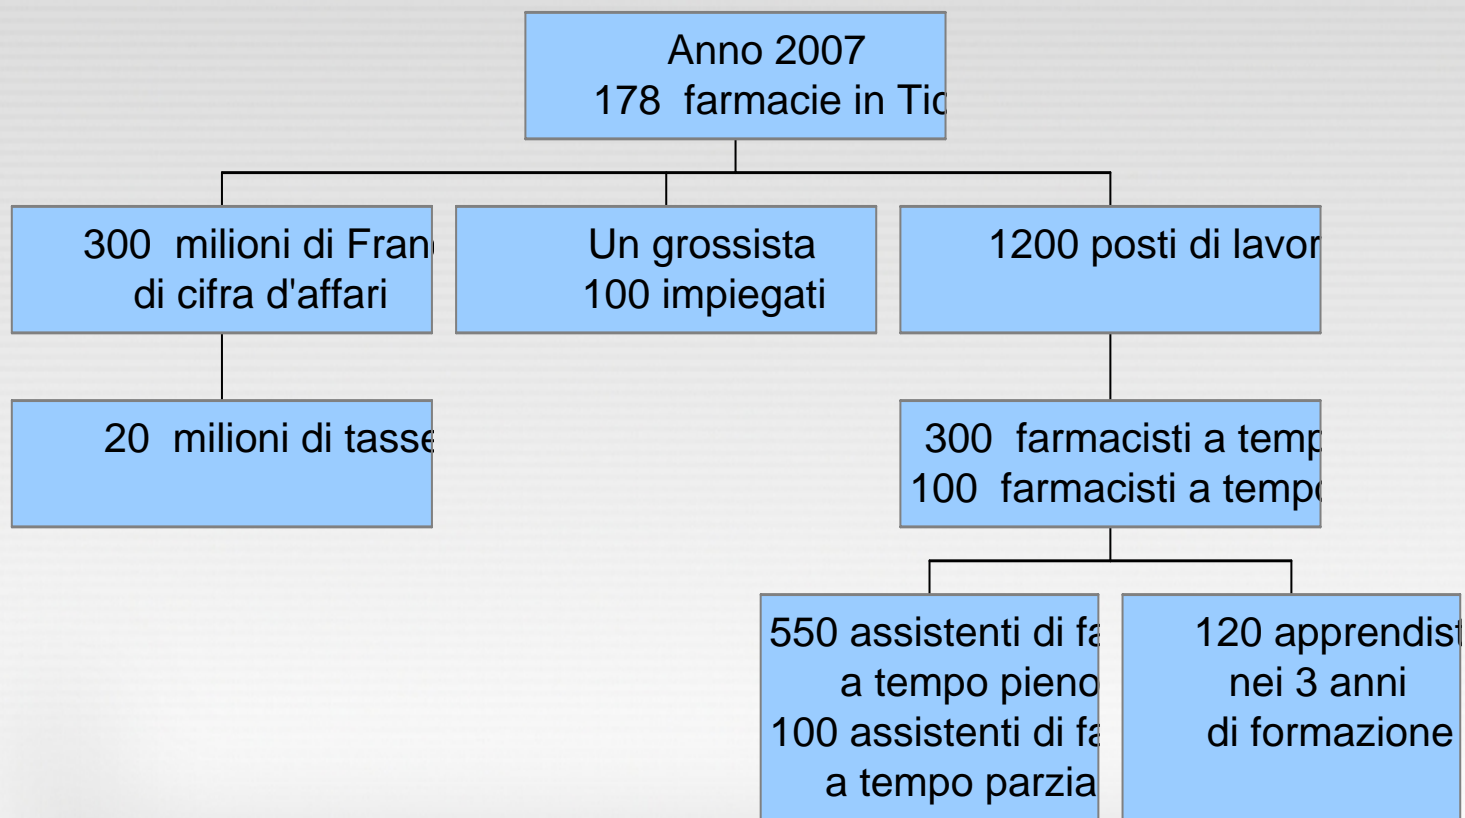 Anno 2007
178 farmacie in Tic
300 milioni di Fran
di cifra d'affari
Un grossista
100 impiegati
1200 posti di lavor
20 milioni di tasse
300 farmacisti a temp
100 farmacisti a tempo
550 assistenti di fa
a tempo pieno
100 assistenti di fa
a tempo parzia
120 apprendist
nei 3 anni
di formazione